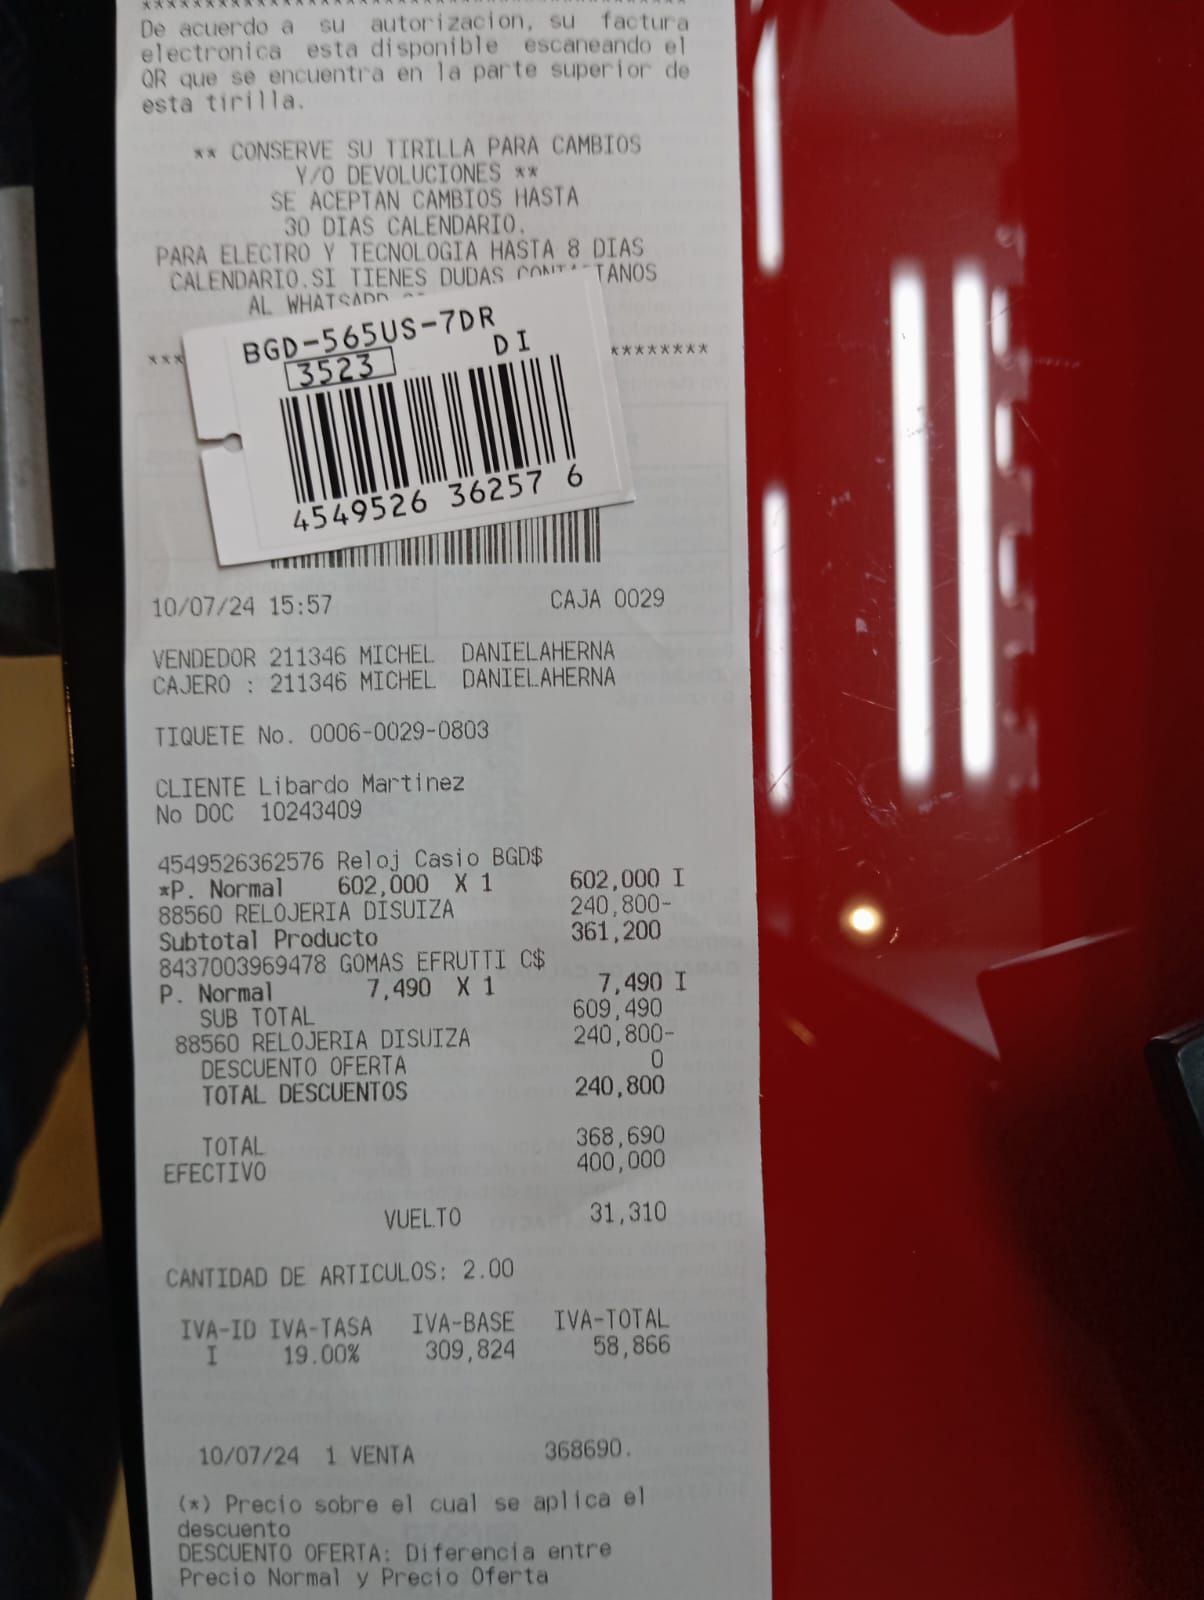 De acuerdo a su autorizacion, su factura
electronica esta disponible escaneando el
QR que se encuentra en la parte superior de
esta tirilla.
** CONSERVE SU TIRILLA PARA CAMBIOS
Y/O DEVOLUCIONES **
SE ACEPTAN CAMBIOS HASTA
30 DIAS CALENDARIO.
PARA ELECTRO Y TECNOLOGIA HASTA 8 DIAS
CALENDARIO.SI TIENES DUDAS CONTACTANOS
AL WHATSAPP
BGD-565US-7DR
3523 DI
4549526 36257 6
10/07/24 15:57 CAJA 0029
VENDEDOR 211346 MICHEL DANIELAHERNA
CAJERO : 211346 MICHEL DANIELAHERNA
TIQUETE No. 0006-0029-0803
CLIENTE Libardo Martinez
No DOC 10243409
4549526362576 Reloj Casio BGD$
*P. Normal 602,000 X 1 602,000 I
88560 RELOJERIA DISUIZA 240,800-
Subtotal Producto 361,200
8437003969478 GOMAS EFRUTTI C$
P. Normal 7,490 X 1 7,490 I
SUB TOTAL 609,490
88560 RELOJERIA DISUIZA 240,800-
DESCUENTO OFERTA 0
TOTAL DESCUENTOS 240,800
TOTAL 368,690
EFECTIVO 400,000
VUELTO 31,310
CANTIDAD DE ARTICULOS: 2.00
IVA-ID IVA-TASA IVA-BASE IVA-TOTAL
I 19.00% 309,824 58,866
10/07/24 1 VENTA 368690.
(*) Precio sobre el cual se aplica el
descuento
DESCUENTO OFERTA: Diferencia entre
Precio Normal y Precio Oferta